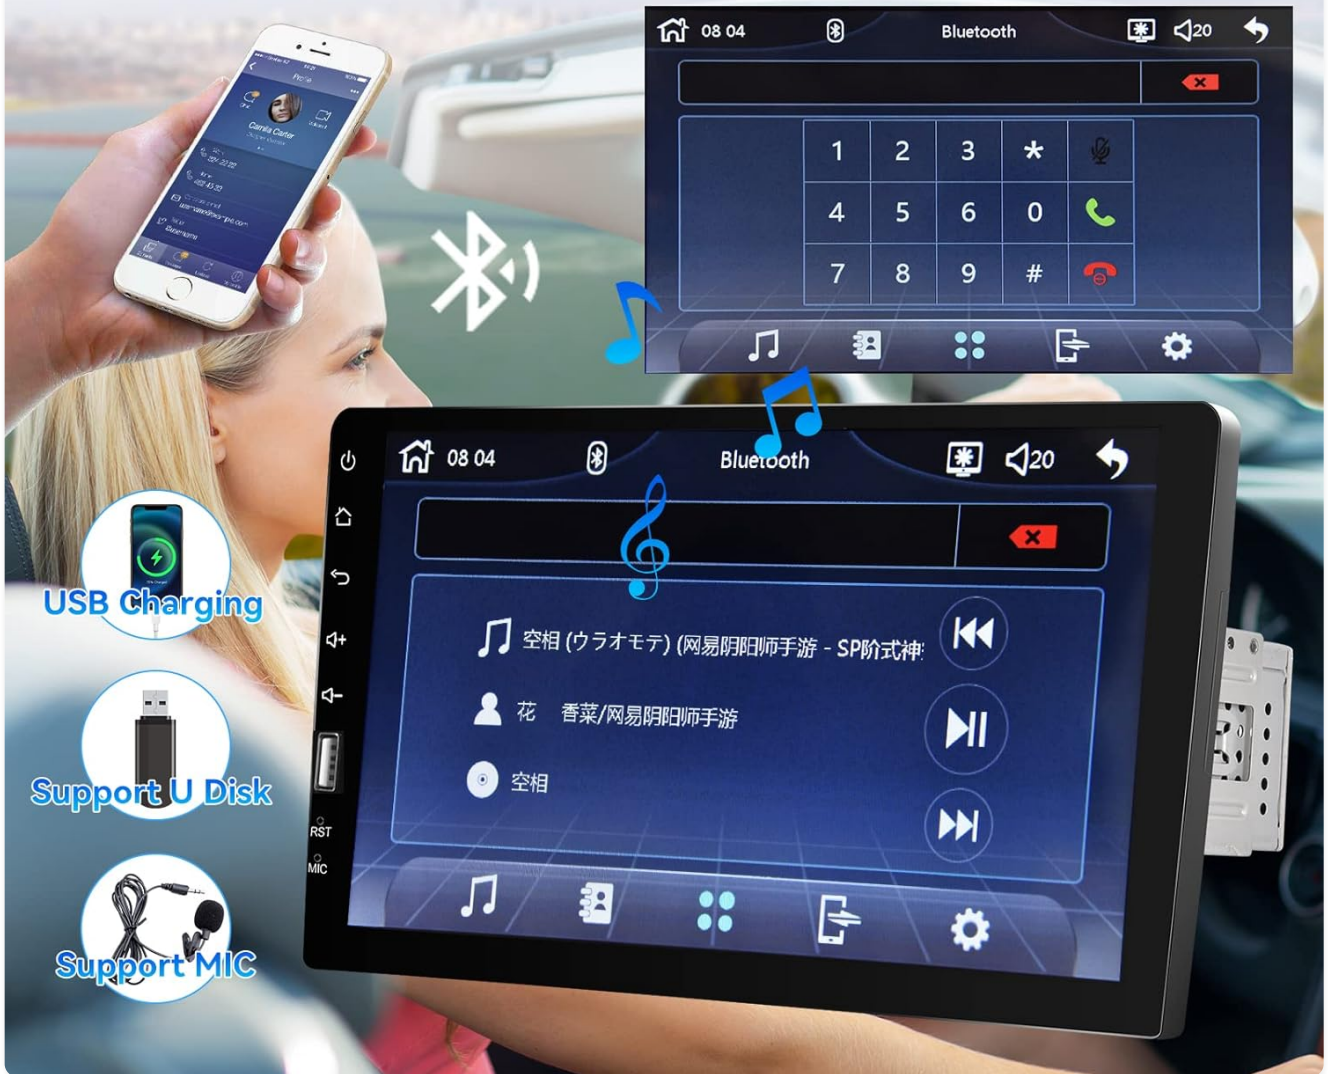 08 04
Bluetooth
20
1 2 3 *
4 5 6 0
7 8 9 #
Profile
Camila Carter
08 04
Bluetooth
20
空相 (ウラオモテ) (网易阴阳师手游 - SP阶式神
花 香菜/网易阴阳师手游
空相
RST
MIC
USB Charging
Support U Disk
Support MIC